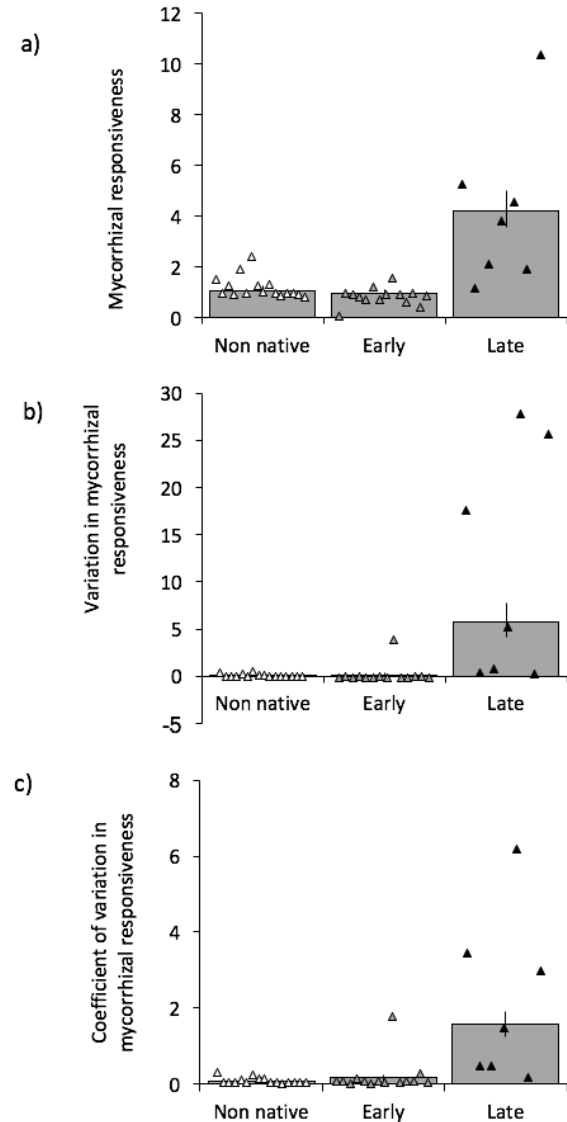 a)
Mycorrhizal responsiveness
12
10
8
6
4
2
0
Non native Early Late
b)
Variation in mycorrhizal
responsiveness
30
25
20
15
10
5
0
-5
Non native Early Late
c)
Coefficient of variation in
mycorrhizal responsiveness
8
6
4
2
0
Non native Early Late